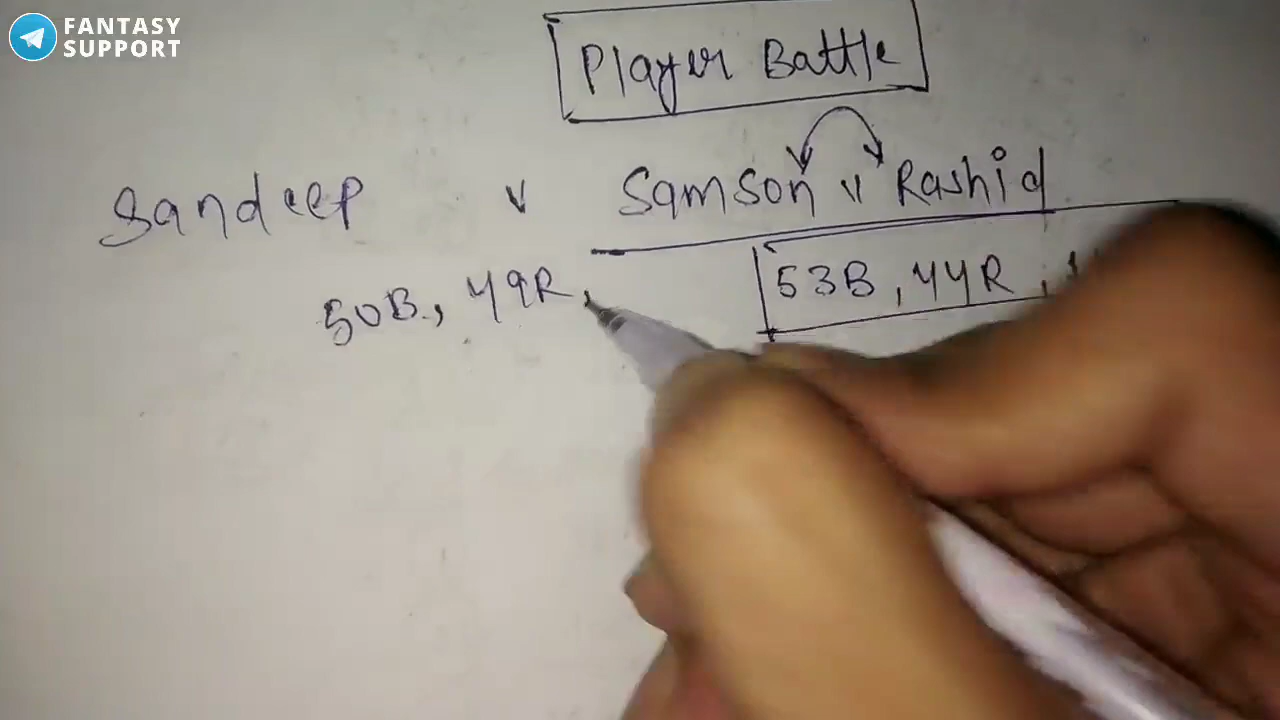 FANTASY
SUPPORT
Player Battle
Sandeep v Samson v Rashid
50B, 49R,
53B, 44R,